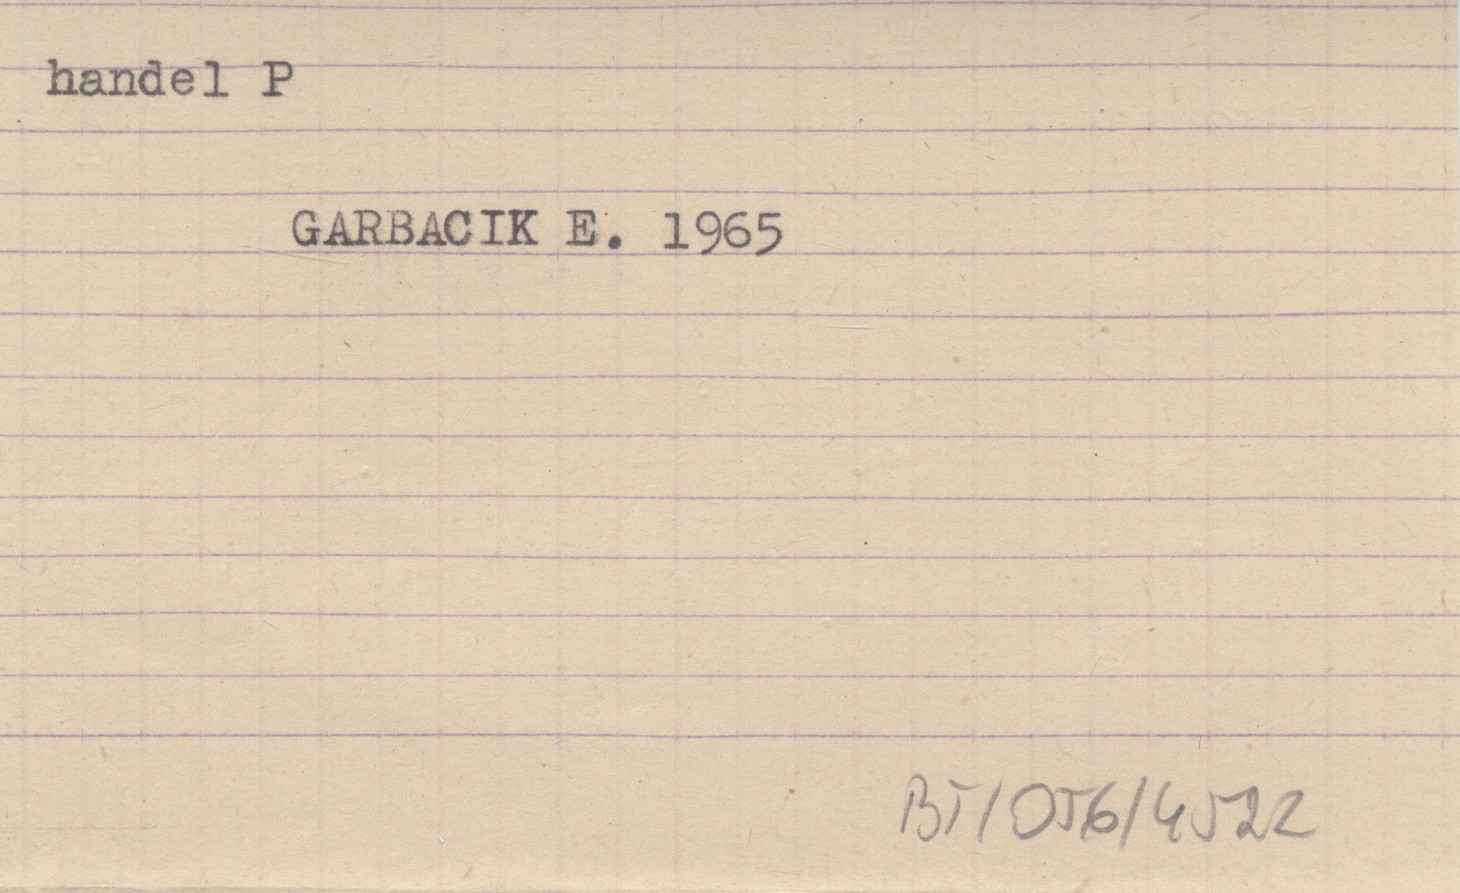 handel P
GARBACIK E. 1965
BT/056/4522